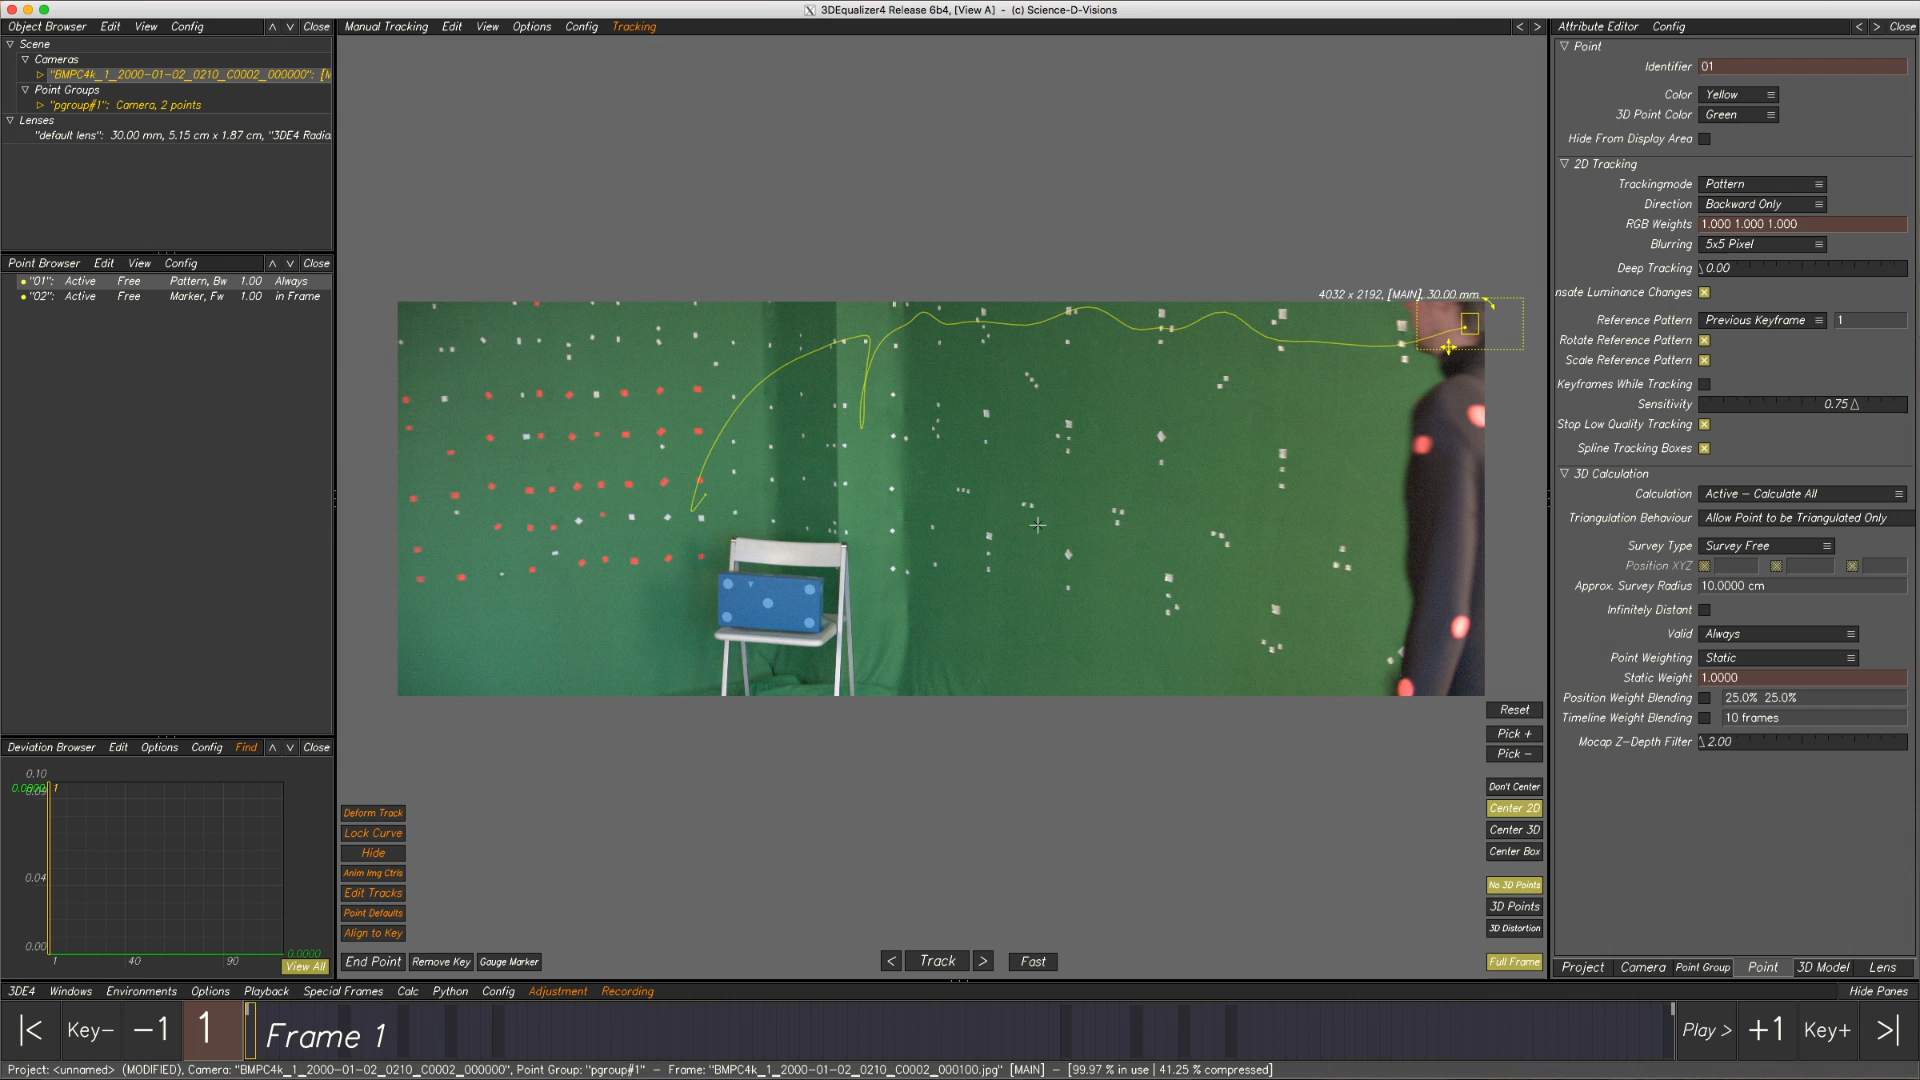 3DEqualizer4 Release 6b4, [View A] - (c) Science-D-Visions
Object Browser Edit View Config Close
Scene
Cameras
"BMPC4k_1_2000-01-02_0210_C0002_000000": [M
Point Groups
"pgroup#1": Camera, 2 points
Lenses
"default lens": 30.00 mm, 5.15 cm x 1.87 cm, "3DE4 Radia
Point Browser Edit View Config Close
"01": Active Free Pattern, Bw 1.00 Always
"02": Active Free Marker, Fw 1.00 in Frame
Deviation Browser Edit Options Config Find Close
0.10
0.04
0.00
1 40 90
1
0.0000
View All
Manual Tracking Edit View Options Config Tracking < >
4032 x 2192, [MAIN], 30.00 mm
Deform Track
Lock Curve
Hide
Anim Img Ctrls
Edit Tracks
Point Defaults
Align to Key
End Point Remove Key Gauge Marker
< Track > Fast
Reset
Pick +
Pick -
Don't Center
Center 2D
Center 3D
Center Box
No 3D Points
3D Points
3D Distortion
Full Frame
Attribute Editor Config < > Close
Point
Identifier 01
Color Yellow
3D Point Color Green
Hide From Display Area
2D Tracking
Trackingmode Pattern
Direction Backward Only
RGB Weights 1.000 1.000 1.000
Blurring 5x5 Pixel
Deep Tracking 0.00
nsate Luminance Changes
Reference Pattern Previous Keyframe 1
Rotate Reference Pattern
Scale Reference Pattern
Keyframes While Tracking
Sensitivity 0.75
Stop Low Quality Tracking
Spline Tracking Boxes
3D Calculation
Calculation Active - Calculate All
Triangulation Behaviour Allow Point to be Triangulated Only
Survey Type Survey Free
Position XYZ
Approx. Survey Radius 10.0000 cm
Infinitely Distant
Valid Always
Point Weighting Static
Static Weight 1.0000
Position Weight Blending 25.0% 25.0%
Timeline Weight Blending 10 frames
Mocap Z-Depth Filter 2.00
Project Camera Point Group Point 3D Model Lens
3DE4 Windows Environments Options Playback Special Frames Calc Python Config Adjustment Recording Hide Panes
|< Key- -1 1 Frame 1 Play > +1 Key+ >|
Project: <unnamed> (MODIFIED), Camera: "BMPC4k_1_2000-01-02_0210_C0002_000000", Point Group: "pgroup#1" - Frame: "BMPC4k_1_2000-01-02_0210_C0002_000100.jpg" [MAIN] - [99.97 % in use | 41.25 % compressed]